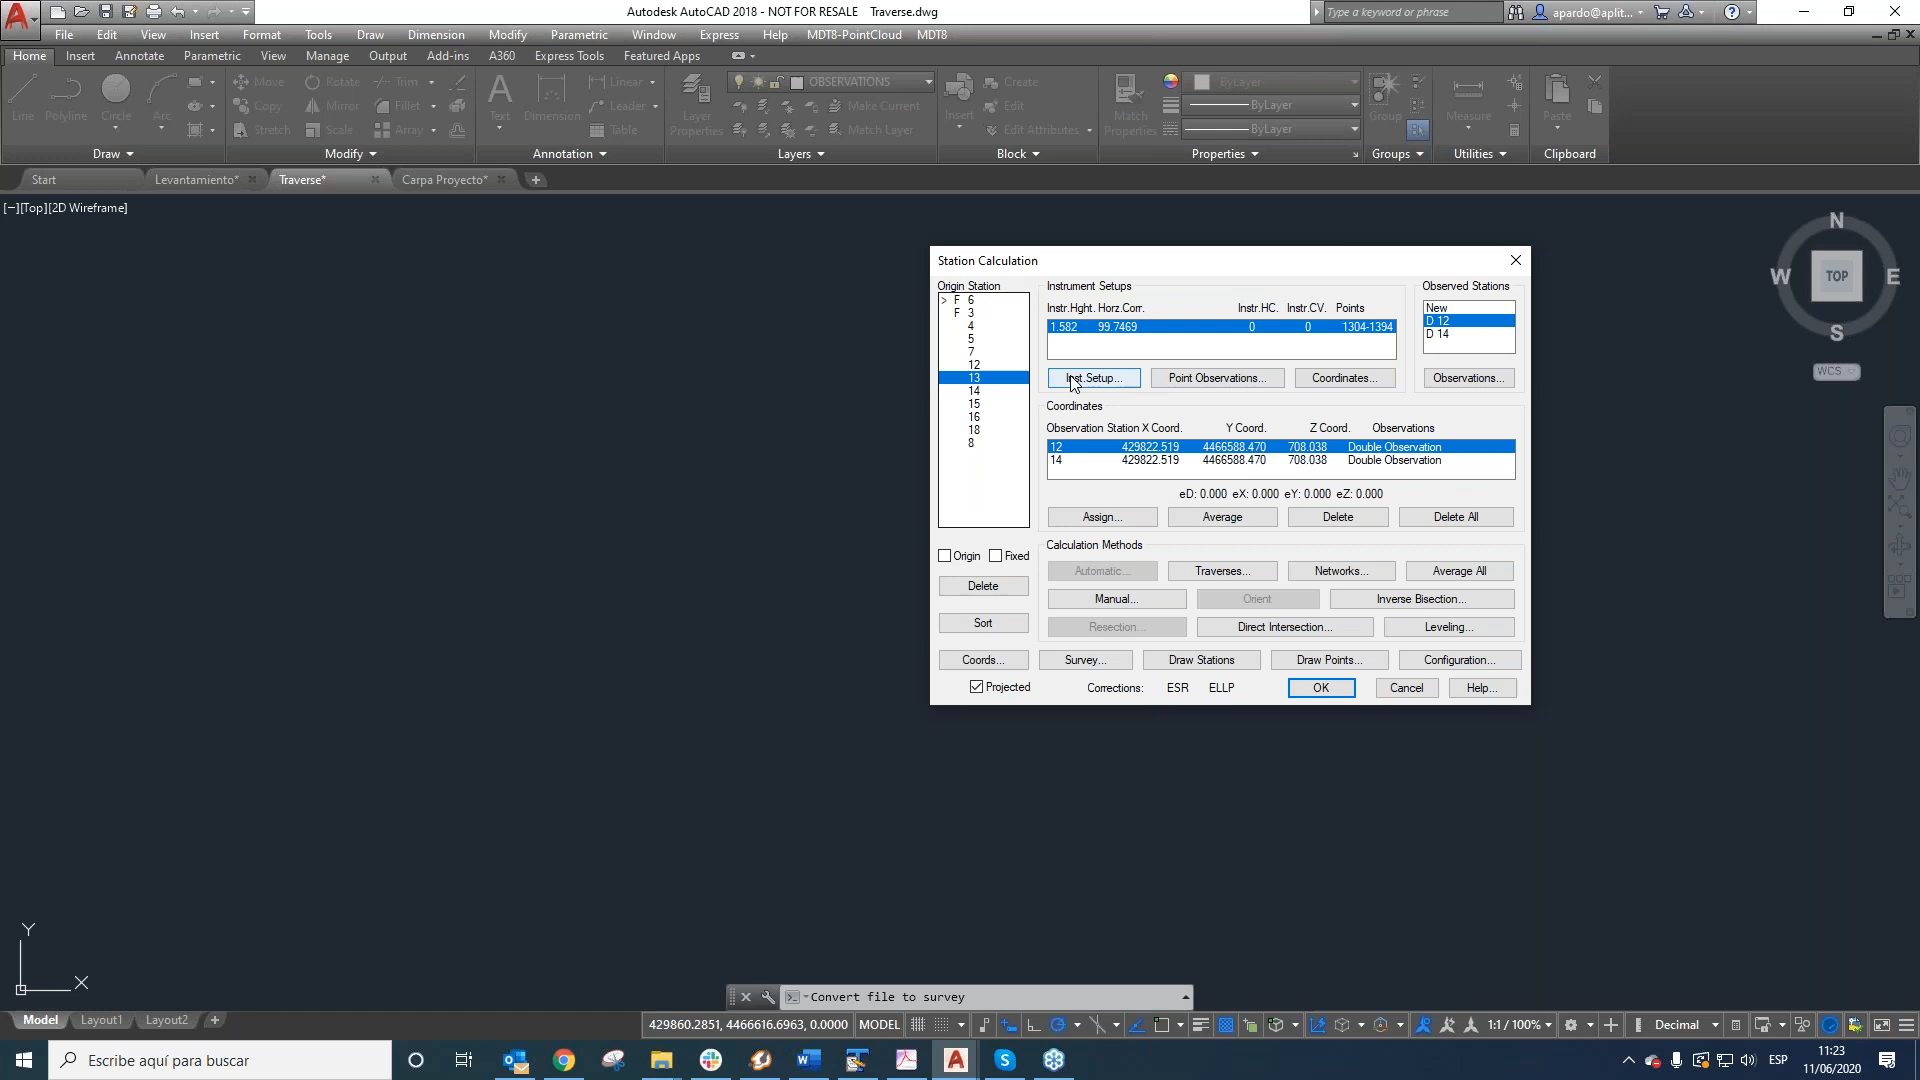 Autodesk AutoCAD 2018 - NOT FOR RESALE Traverse.dwg
Type a keyword or phrase
apardo@aplit...
File Edit View Insert Format Tools Draw Dimension Modify Parametric Window Express Help MDT8-PointCloud MDT8
Home Insert Annotate Parametric View Manage Output Add-ins A360 Express Tools Featured Apps
Line Polyline Circle Arc
Move Rotate Trim
Copy Mirror Fillet
Stretch Scale Array
Text Dimension
Linear
Leader
Table
Layer Properties
OBSERVATIONS
Make Current
Match Layer
Insert
Create
Edit
Edit Attributes
Match Properties
ByLayer
ByLayer
ByLayer
Group
Measure
Paste
Draw Modify Annotation Layers Block Properties Groups Utilities Clipboard
Start Levantamiento* Traverse* Carpa Proyecto*
[−][Top][2D Wireframe]
N
W TOP E
S
WCS
Station Calculation
Origin Station
> F 6
F 3
4
5
7
12
13
14
15
16
18
8
Instrument Setups
Instr.Hght. Horz.Corr. Instr.HC. Instr.CV. Points
1.582 99.7469 0 0 1304-1394
Inst.Setup... Point Observations... Coordinates...
Observed Stations
New
D 12
D 14
Observations...
Coordinates
Observation Station X Coord. Y Coord. Z Coord. Observations
12 429822.519 4466588.470 708.038 Double Observation
14 429822.519 4466588.470 708.038 Double Observation
eD: 0.000 eX: 0.000 eY: 0.000 eZ: 0.000
Assign... Average Delete Delete All
Calculation Methods
Automatic... Traverses... Networks... Average All
Manual... Orient Inverse Bisection...
Resection... Direct Intersection... Leveling...
Origin Fixed
Delete
Sort
Coords... Survey... Draw Stations Draw Points... Configuration...
Projected Corrections: ESR ELLP OK Cancel Help...
Y
X
Convert file to survey
Model Layout1 Layout2
429860.2851, 4466616.6963, 0.0000 MODEL 1:1 / 100% Decimal
Escribe aquí para buscar
ESP
11:23
11/06/2020